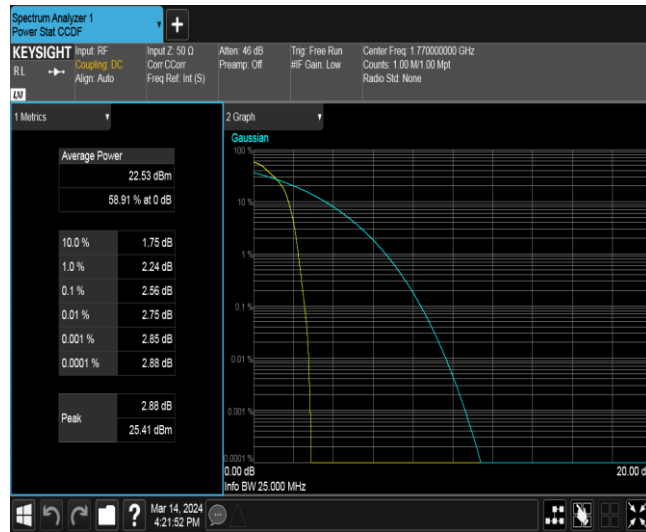 Spectrum Analyzer 1
Power Stat CCDF
KEYSIGHT
RL
LXI
Input: RF
Coupling: DC
Align: Auto
Input Z: 50 Ω
Corr CCorr
Freq Ref: Int (S)
Atten: 46 dB
Preamp: Off
Trig: Free Run
#IF Gain: Low
Center Freq: 1.770000000 GHz
Counts: 1.00 M/1.00 Mpt
Radio Std: None
1 Metrics
Average Power
22.53 dBm
58.91 % at 0 dB
10.0 % 1.75 dB
1.0 % 2.24 dB
0.1 % 2.56 dB
0.01 % 2.75 dB
0.001 % 2.85 dB
0.0001 % 2.88 dB
Peak
2.88 dB
25.41 dBm
2 Graph
Gaussian
100 %
10 %
1 %
0.1 %
0.01 %
0.001 %
0.0001 %
0.00 dB
20.00 d
Info BW 25.000 MHz
?
Mar 14, 2024
4:21:52 PM